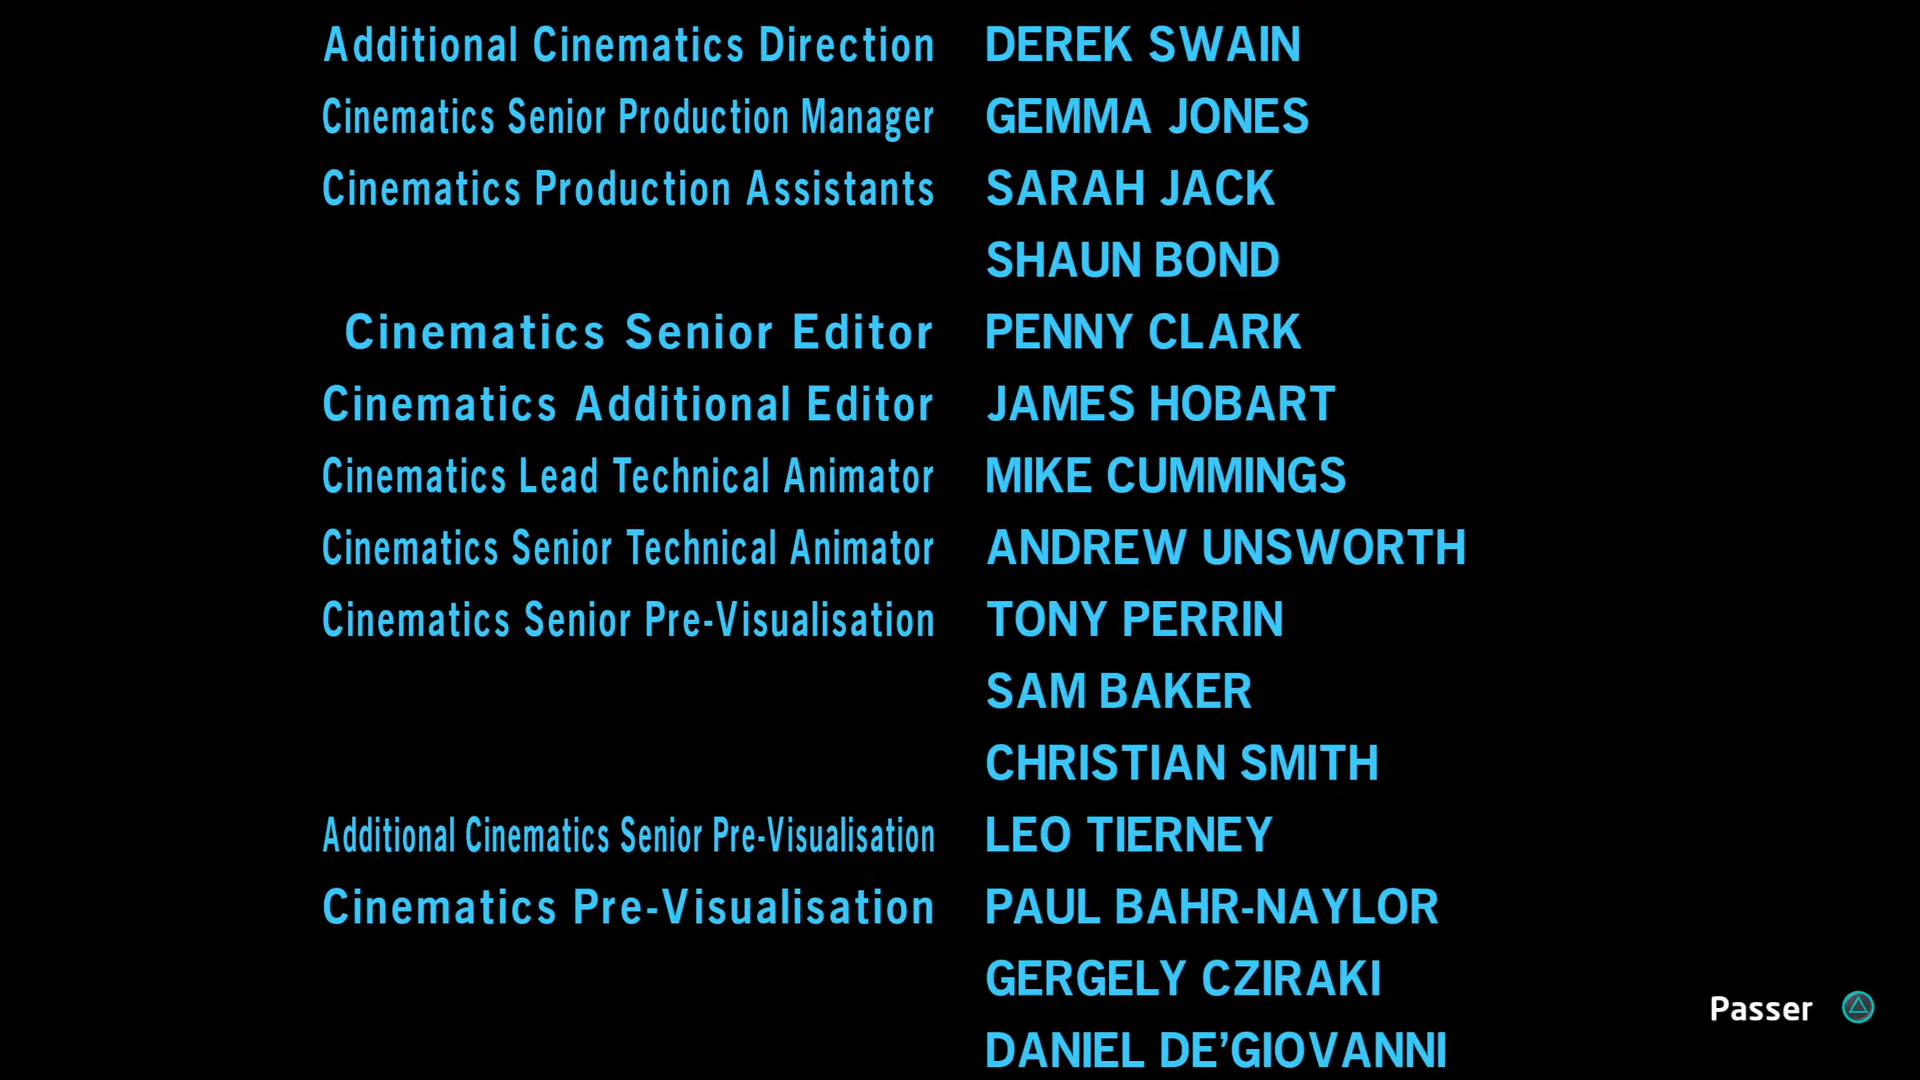 Additional Cinematics Direction DEREK SWAIN
Cinematics Senior Production Manager GEMMA JONES
Cinematics Production Assistants SARAH JACK
SHAUN BOND
Cinematics Senior Editor PENNY CLARK
Cinematics Additional Editor JAMES HOBART
Cinematics Lead Technical Animator MIKE CUMMINGS
Cinematics Senior Technical Animator ANDREW UNSWORTH
Cinematics Senior Pre-Visualisation TONY PERRIN
SAM BAKER
CHRISTIAN SMITH
Additional Cinematics Senior Pre-Visualisation LEO TIERNEY
Cinematics Pre-Visualisation PAUL BAHR-NAYLOR
GERGELY CZIRAKI
Passer
DANIEL DE’GIOVANNI